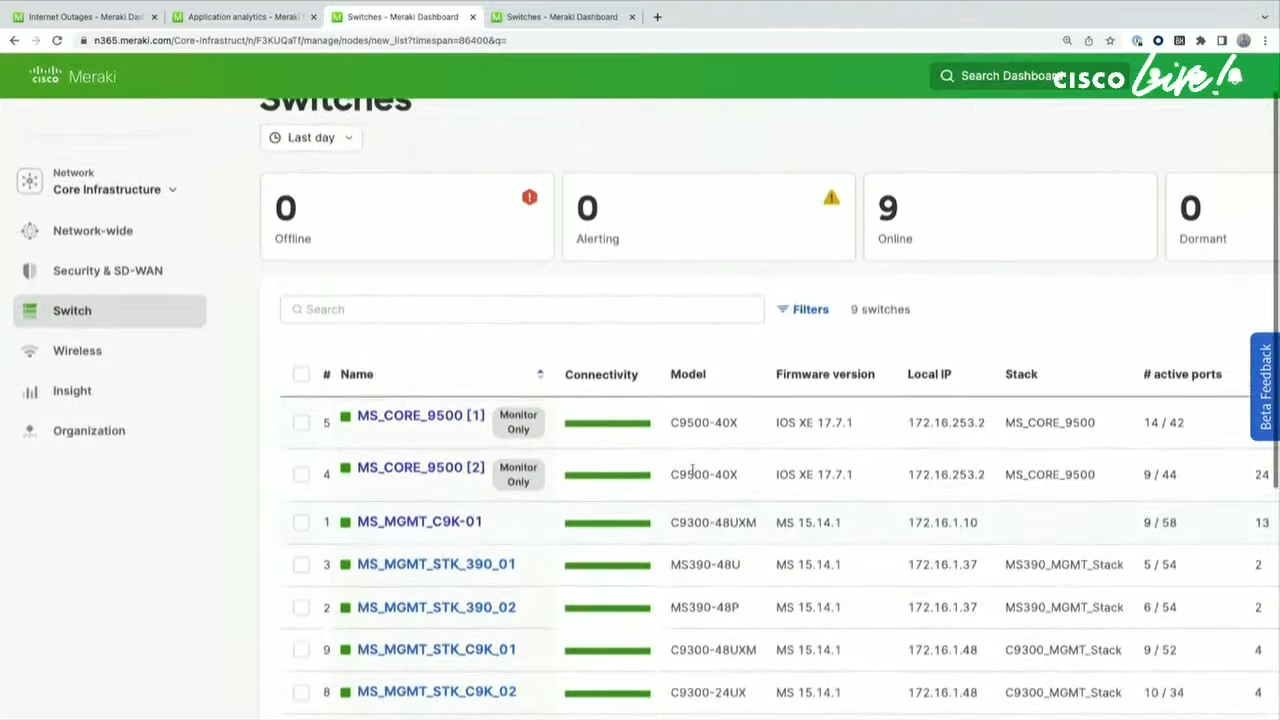 Internet Outages - Meraki Das
Application analytics - Meraki
Switches - Meraki Dashboard
Switches - Meraki Dashboard
n365.meraki.com/Core-infrastruct/n/F3KUQaTf/manage/nodes/new_list?timespan=86400&q=
CISCO Meraki
Search Dashboard
CISCO Live!
Switches
Last day
Network
Core Infrastructure
Network-wide
Security & SD-WAN
Switch
Wireless
Insight
Organization
0
Offline
0
Alerting
9
Online
0
Dormant
Search
Filters
9 switches
Beta Feedback
# Name Connectivity Model Firmware version Local IP Stack # active ports
5 MS_CORE_9500 [1] Monitor Only C9500-40X IOS XE 17.7.1 172.16.253.2 MS_CORE_9500 14 / 42
4 MS_CORE_9500 [2] Monitor Only C9500-40X IOS XE 17.7.1 172.16.253.2 MS_CORE_9500 9 / 44 24
1 MS_MGMT_C9K-01 C9300-48UXM MS 15.14.1 172.16.1.10 9 / 58 13
3 MS_MGMT_STK_390_01 MS390-48U MS 15.14.1 172.16.1.37 MS390_MGMT_Stack 5 / 54 2
2 MS_MGMT_STK_390_02 MS390-48P MS 15.14.1 172.16.1.37 MS390_MGMT_Stack 6 / 54 2
9 MS_MGMT_STK_C9K_01 C9300-48UXM MS 15.14.1 172.16.1.48 C9300_MGMT_Stack 9 / 52 4
8 MS_MGMT_STK_C9K_02 C9300-24UX MS 15.14.1 172.16.1.48 C9300_MGMT_Stack 10 / 34 4